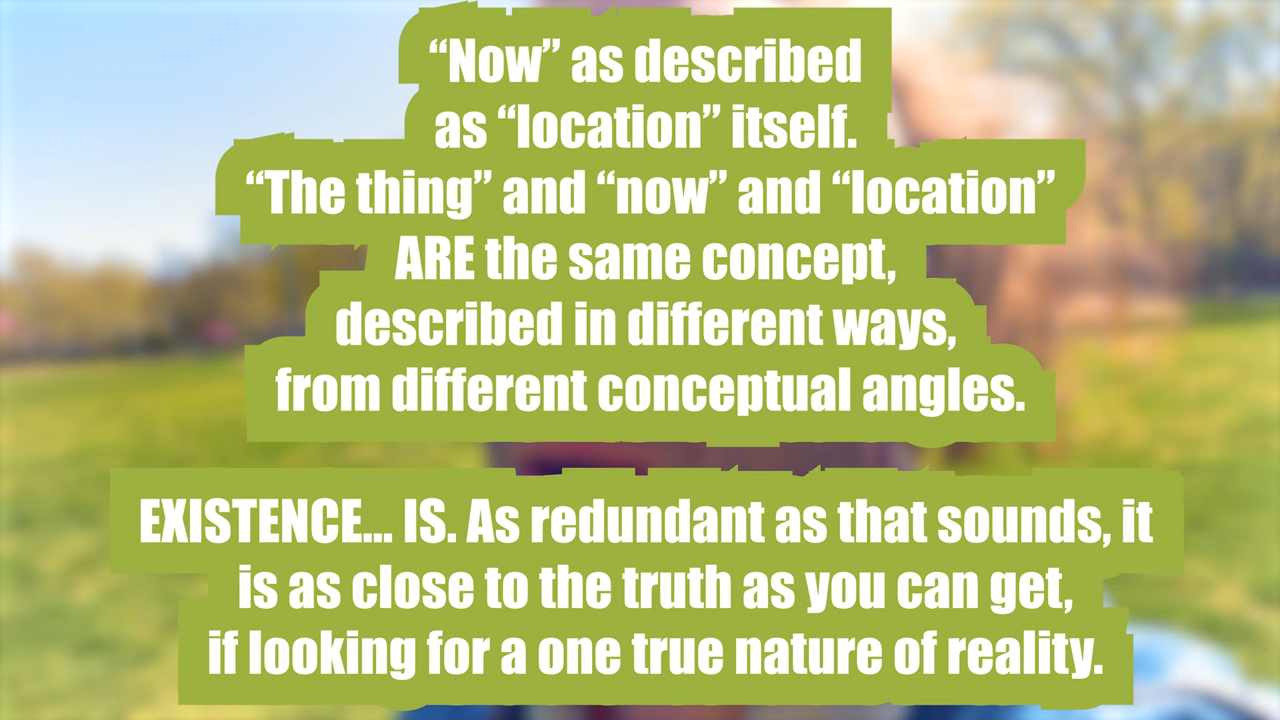 “Now” as described
as “location” itself.
“The thing” and “now” and “location”
ARE the same concept,
described in different ways,
from different conceptual angles.
EXISTENCE... IS. As redundant as that sounds, it
is as close to the truth as you can get,
if looking for a one true nature of reality.